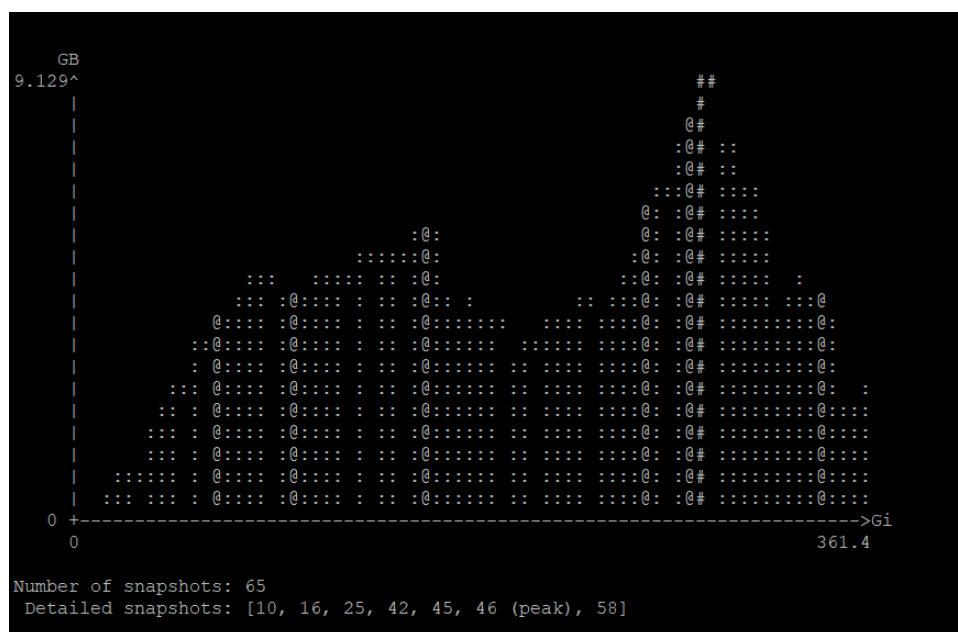 GB
9.129^                                                        ##
     |                                                        #
     |                                                       @#
     |                                                      :@# ::
     |                                                      :@# ::
     |                                                    :::@# ::::
     |                                                   @: :@# ::::
     |                              :@:                  @: :@# :::::
     |                         ::::::@:                 :@: :@# :::::
     |               :::   ::::: :: :@:                ::@: :@# :::::  :
     |              ::: :@:::: : :: :@:: :         :: :::@: :@# ::::: :::@
     |            @:::: :@:::: : :: :@:::::::   :::: ::::@: :@# :::::::::@:
     |          ::@:::: :@:::: : :: :@::::::  :::::: ::::@: :@# :::::::::@:
     |          : @:::: :@:::: : :: :@:::::: :: :::: ::::@: :@# :::::::::@:
     |        ::: @:::: :@:::: : :: :@:::::: :: :::: ::::@: :@# :::::::::@:  :
     |       :: : @:::: :@:::: : :: :@:::::: :: :::: ::::@: :@# :::::::::@::::
     |      ::: : @:::: :@:::: : :: :@:::::: :: :::: ::::@: :@# :::::::::@::::
     |      ::: : @:::: :@:::: : :: :@:::::: :: :::: ::::@: :@# :::::::::@::::
     |   :::::: : @:::: :@:::: : :: :@:::::: :: :::: ::::@: :@# :::::::::@::::
     |  ::: ::: : @:::: :@:::: : :: :@:::::: :: :::: ::::@: :@# :::::::::@::::
   0 +----------------------------------------------------------------------->Gi
     0                                                                   361.4
Number of snapshots: 65
 Detailed snapshots: [10, 16, 25, 42, 45, 46 (peak), 58]